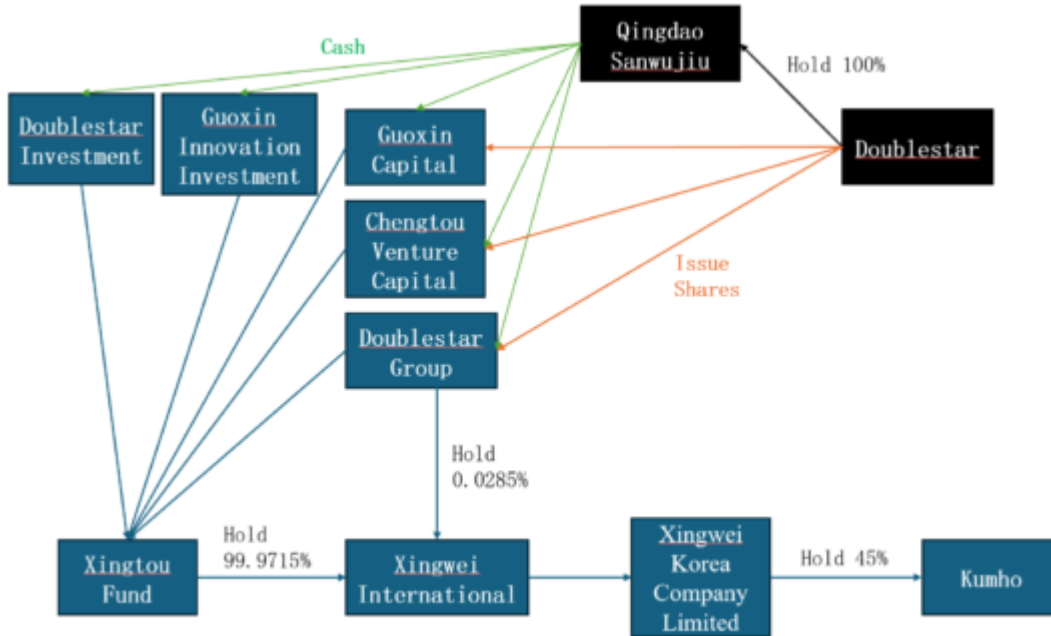 Qingdao
Sanwujiu
Cash
Hold 100%
Doublestar
Investment
Guoxin
Innovation
Investment
Guoxin
Capital
Doublestar
Chengtou
Venture
Capital
Issue
Shares
Doublestar
Group
Hold
0.0285%
Hold
99.9715%
Xingtou
Fund
Xingwei
International
Xingwei
Korea
Company
Limited
Hold 45%
Kumho